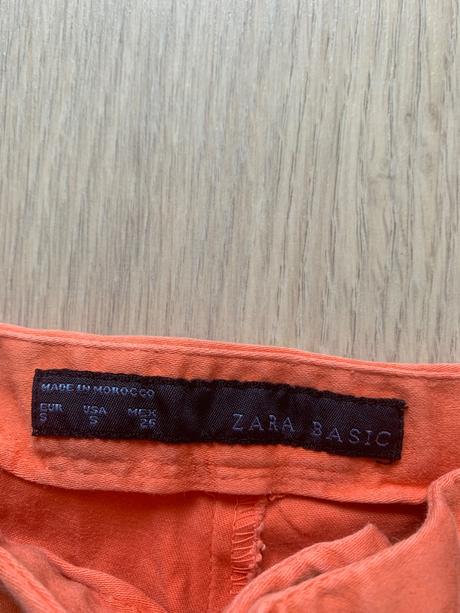 MADE IN MOROCCO
EUR USA MEX
S S 26
ZARA BASIC